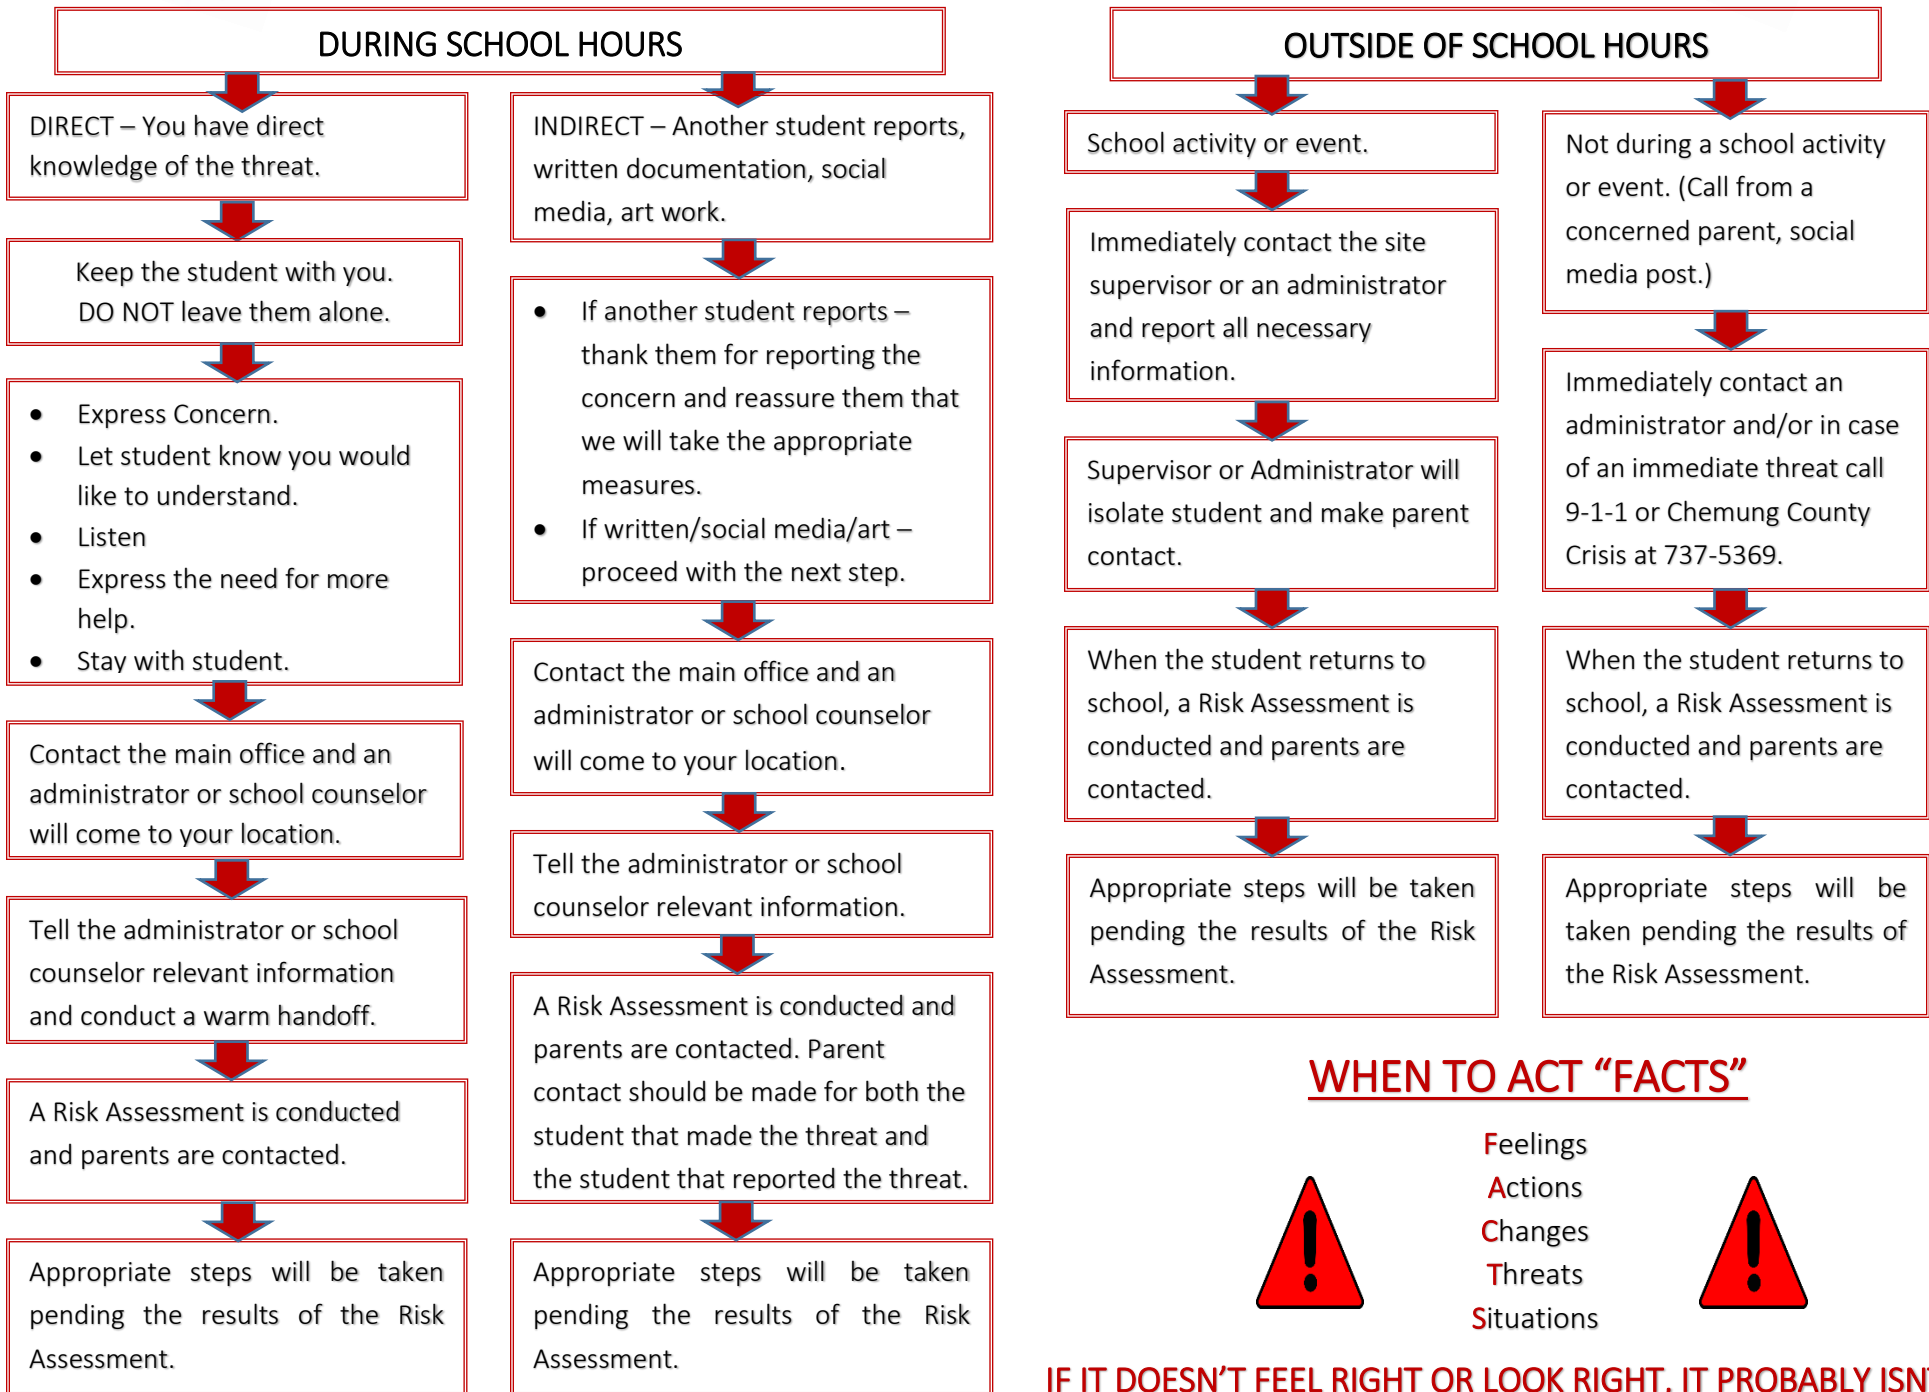 DURING SCHOOL HOURS
DIRECT – You have direct
knowledge of the threat.
Keep the student with you.
DO NOT leave them alone.
• Express Concern.
• Let student know you would
like to understand.
• Listen
• Express the need for more
help.
• Stay with student.
Contact the main office and an
administrator or school counselor
will come to your location.
Tell the administrator or school
counselor relevant information
and conduct a warm handoff.
A Risk Assessment is conducted
and parents are contacted.
Appropriate steps will be taken
pending the results of the Risk
Assessment.
INDIRECT – Another student reports,
written documentation, social
media, art work.
• If another student reports –
thank them for reporting the
concern and reassure them that
we will take the appropriate
measures.
• If written/social media/art –
proceed with the next step.
Contact the main office and an
administrator or school counselor
will come to your location.
Tell the administrator or school
counselor relevant information.
A Risk Assessment is conducted and
parents are contacted. Parent
contact should be made for both the
student that made the threat and
the student that reported the threat.
Appropriate steps will be taken
pending the results of the Risk
Assessment.
OUTSIDE OF SCHOOL HOURS
School activity or event.
Immediately contact the site
supervisor or an administrator
and report all necessary
information.
Supervisor or Administrator will
isolate student and make parent
contact.
When the student returns to
school, a Risk Assessment is
conducted and parents are
contacted.
Appropriate steps will be taken
pending the results of the Risk
Assessment.
Not during a school activity
or event. (Call from a
concerned parent, social
media post.)
Immediately contact an
administrator and/or in case
of an immediate threat call
9-1-1 or Chemung County
Crisis at 737-5369.
When the student returns to
school, a Risk Assessment is
conducted and parents are
contacted.
Appropriate steps will be
taken pending the results of
the Risk Assessment.
WHEN TO ACT “FACTS”
Feelings
Actions
Changes
Threats
Situations
IF IT DOESN’T FEEL RIGHT OR LOOK RIGHT, IT PROBABLY ISN’